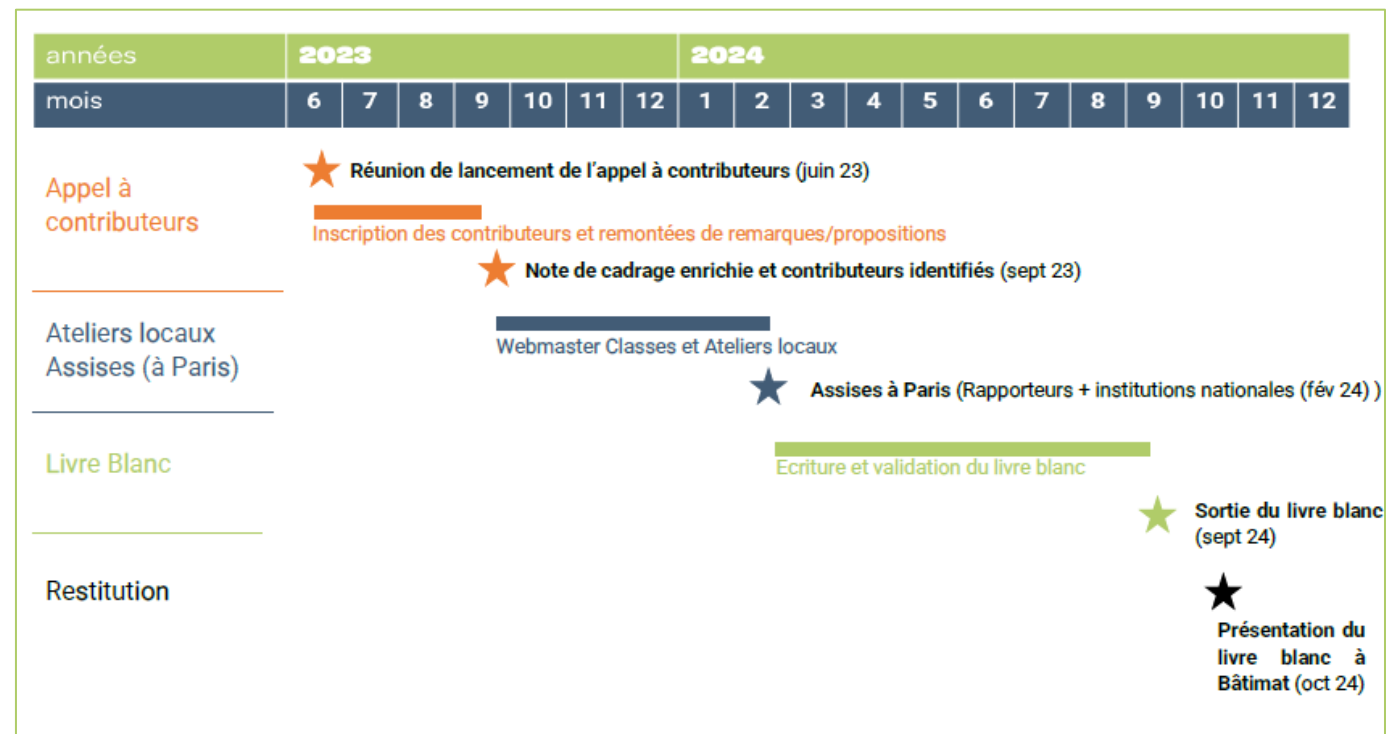 années 2023 2024
mois 6 7 8 9 10 11 12 1 2 3 4 5 6 7 8 9 10 11 12
Réunion de lancement de l'appel à contributeurs (juin 23)
Appel à
contributeurs
Inscription des contributeurs et remontées de remarques/propositions
Note de cadrage enrichie et contributeurs identifiés (sept 23)
Ateliers locaux
Assises (à Paris)
Webmaster Classes et Ateliers locaux
Assises à Paris (Rapporteurs + institutions nationales (fév 24) )
Livre Blanc
Ecriture et validation du livre blanc
Sortie du livre blanc
(sept 24)
Restitution
Présentation du
livre blanc à
Bâtimat (oct 24)